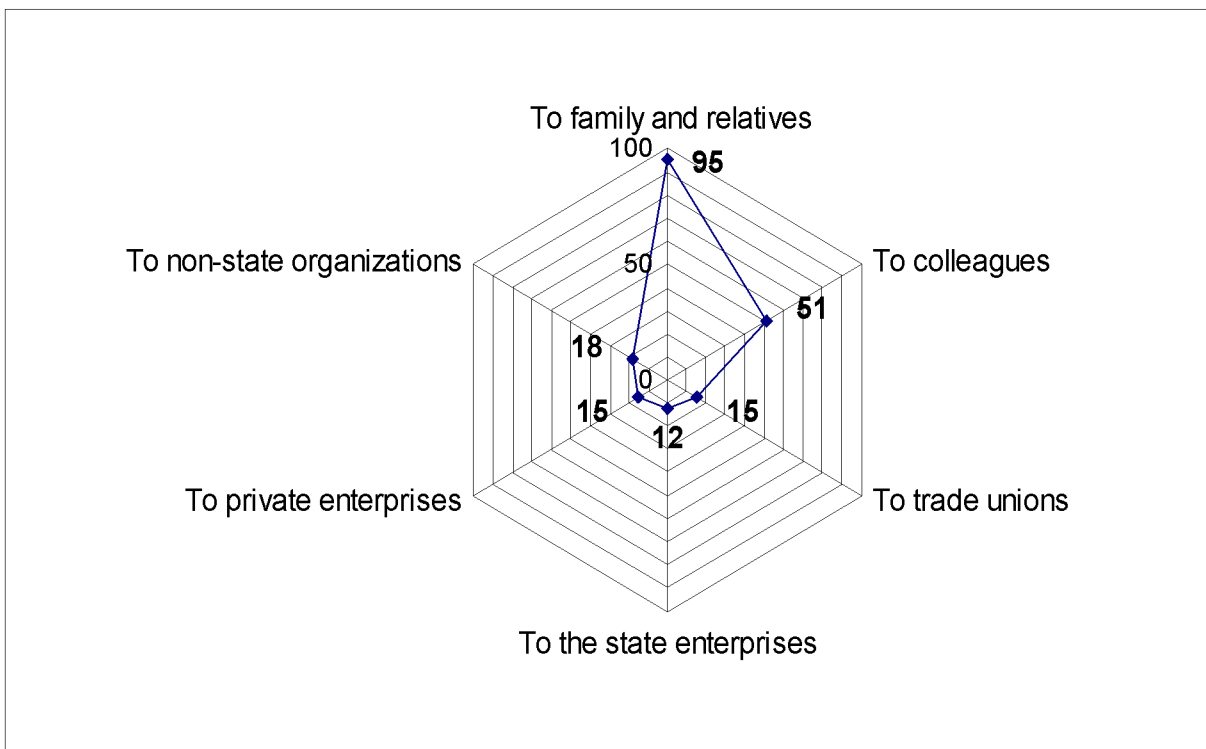 To family and relatives
100
95
To non-state organizations
50
To colleagues
51
18
0
15
15
12
To private enterprises
To trade unions
To the state enterprises